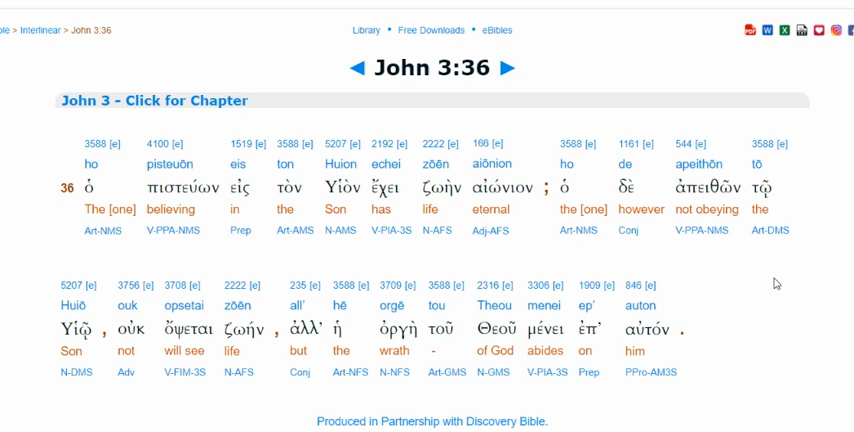 ble > Interlinear > John 3:36
Library • Free Downloads • eBibles
◄ John 3:36 ►
John 3 - Click for Chapter
3588 [e] 4100 [e] 1519 [e] 3588 [e] 5207 [e] 2192 [e] 2222 [e] 166 [e] 3588 [e] 1161 [e] 544 [e] 3588 [e]
ho pisteuōn eis ton Huion echei zōēn aiōnion ho de apeithōn tō
36 ὁ πιστεύων εἰς τὸν Υἱὸν ἔχει ζωὴν αἰώνιον ; ὁ δὲ ἀπειθῶν τῷ
The [one] believing in the Son has life eternal the [one] however not obeying the
Art-NMS V-PPA-NMS Prep Art-AMS N-AMS V-PIA-3S N-AFS Adj-AFS Art-NMS Conj V-PPA-NMS Art-DMS
5207 [e] 3756 [e] 3708 [e] 2222 [e] 235 [e] 3588 [e] 3709 [e] 3588 [e] 2316 [e] 3306 [e] 1909 [e] 846 [e]
Huiō ouk opsetai zōēn all’ hē orgē tou Theou menei ep’ auton
Υἱῷ , οὐκ ὄψεται ζωήν , ἀλλ’ ἡ ὀργὴ τοῦ Θεοῦ μένει ἐπ’ αὐτόν .
Son not will see life but the wrath - of God abides on him
N-DMS Adv V-FIM-3S N-AFS Conj Art-NFS N-NFS Art-GMS N-GMS V-PIA-3S Prep PPro-AM3S
Produced in Partnership with Discovery Bible.